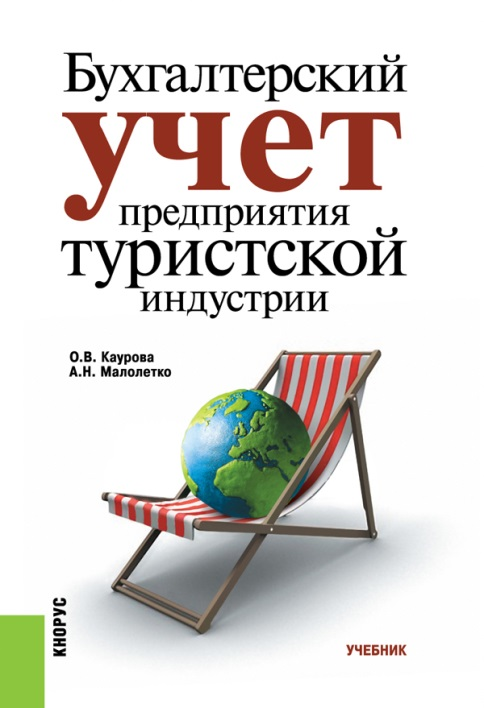 Бухгалтерский
учет
предприятия
туристской
индустрии
О.В. Каурова
А.Н. Малолетко
КНОРУС
УЧЕБНИК